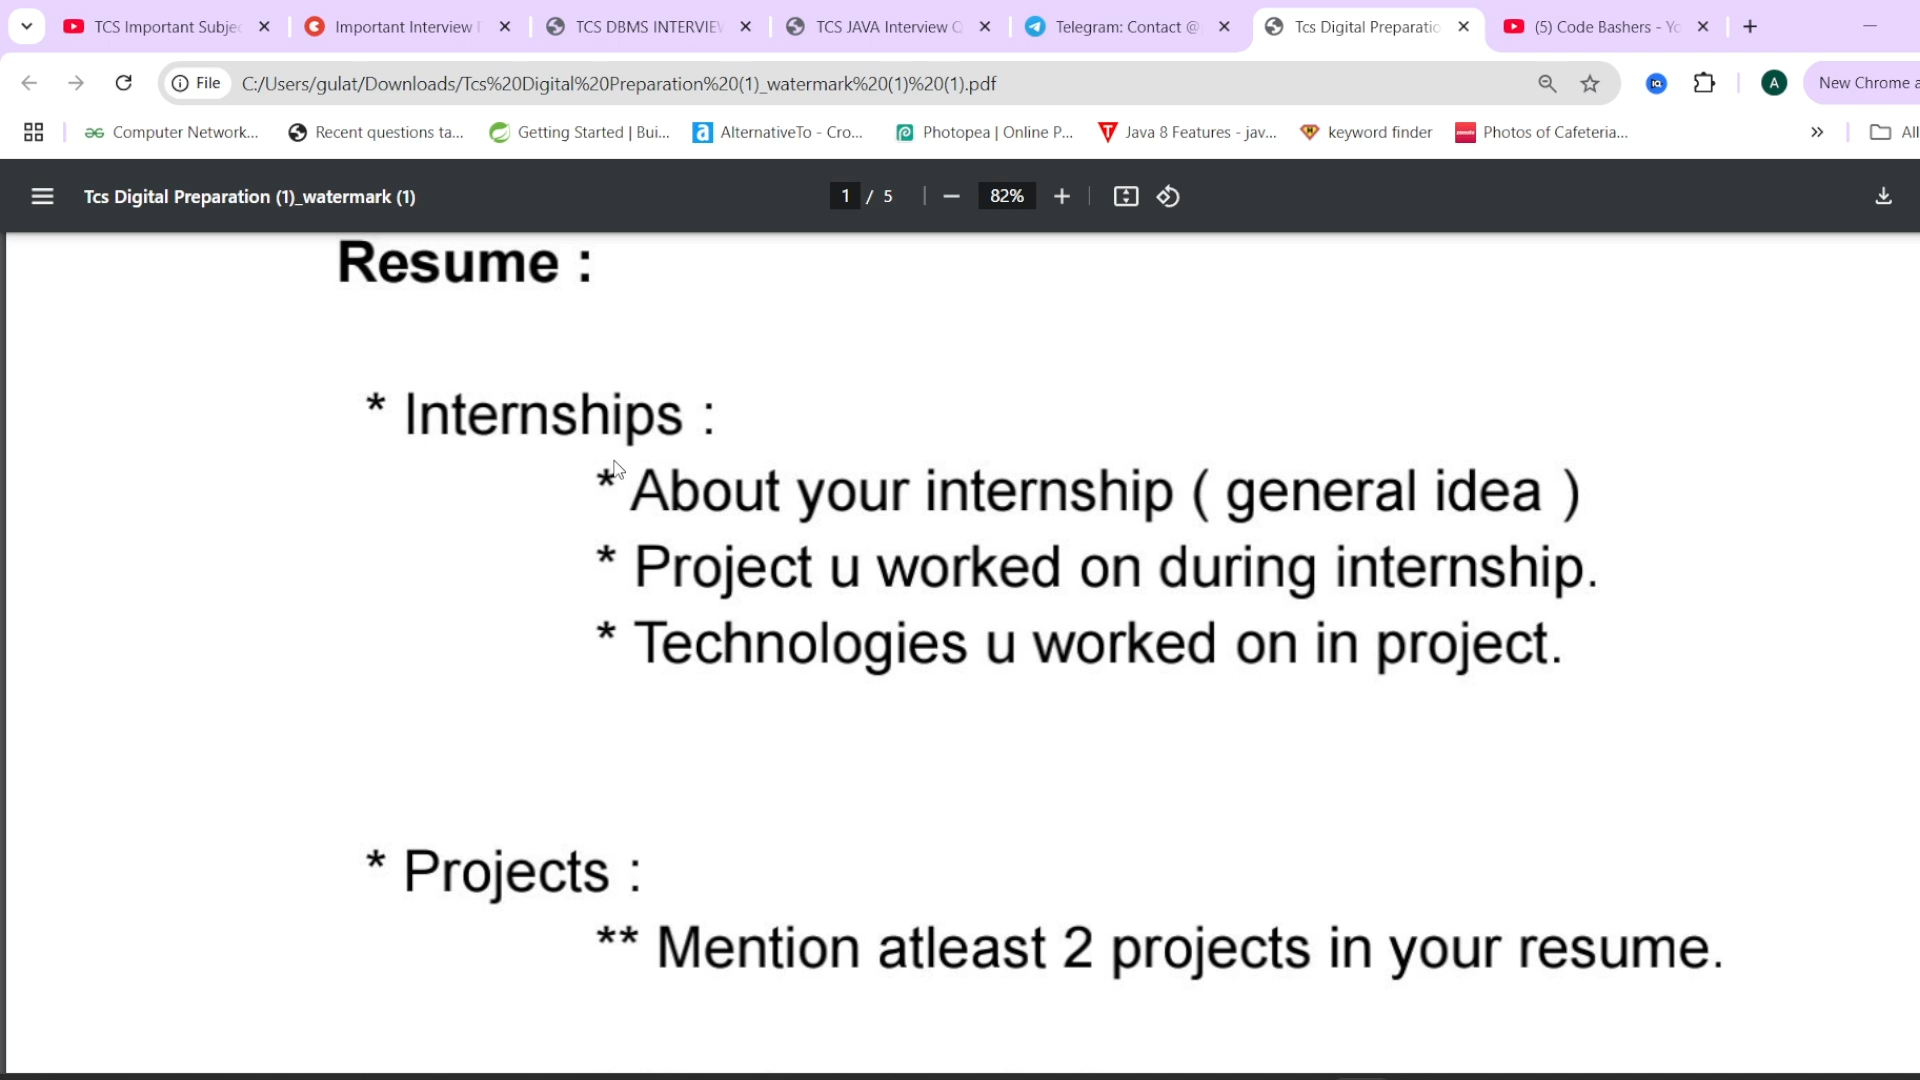 TCS Important Subje
Important Interview
TCS DBMS INTERVIEW
TCS JAVA Interview Q
Telegram: Contact @
Tcs Digital Preparatio
(5) Code Bashers - Yo
File
C:/Users/gulat/Downloads/Tcs%20Digital%20Preparation%20(1)_watermark%20(1)%20(1).pdf
A
New Chrome a
Computer Network...
Recent questions ta...
Getting Started | Bui...
AlternativeTo - Cro...
Photopea | Online P...
Java 8 Features - jav...
keyword finder
Photos of Cafeteria...
»
All
Tcs Digital Preparation (1)_watermark (1)
1 / 5
82%
Resume :
* Internships :
* About your internship ( general idea )
* Project u worked on during internship.
* Technologies u worked on in project.
* Projects :
** Mention atleast 2 projects in your resume.